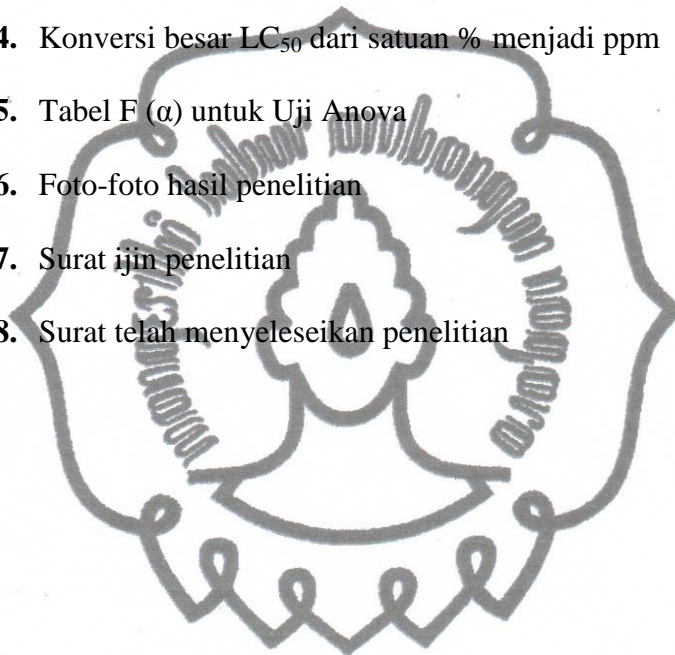 4. Konversi besar LC₅₀ dari satuan % menjadi ppm
5. Tabel F (α) untuk Uji Anova
6. Foto-foto hasil penelitian
7. Surat ijin penelitian
8. Surat telah menyeleseikan penelitian